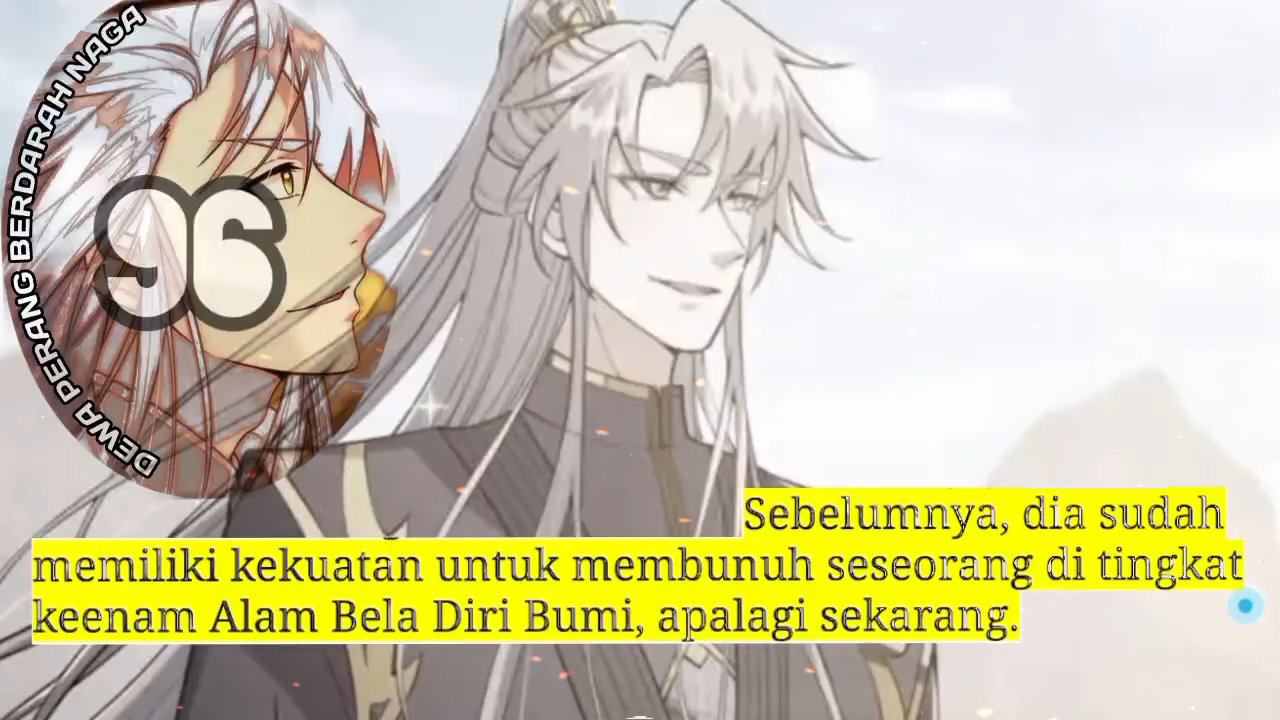 DEWA PERANG BERDARAH NAGA
96
Sebelumnya, dia sudah
memiliki kekuatan untuk membunuh seseorang di tingkat
keenam Alam Bela Diri Bumi, apalagi sekarang.